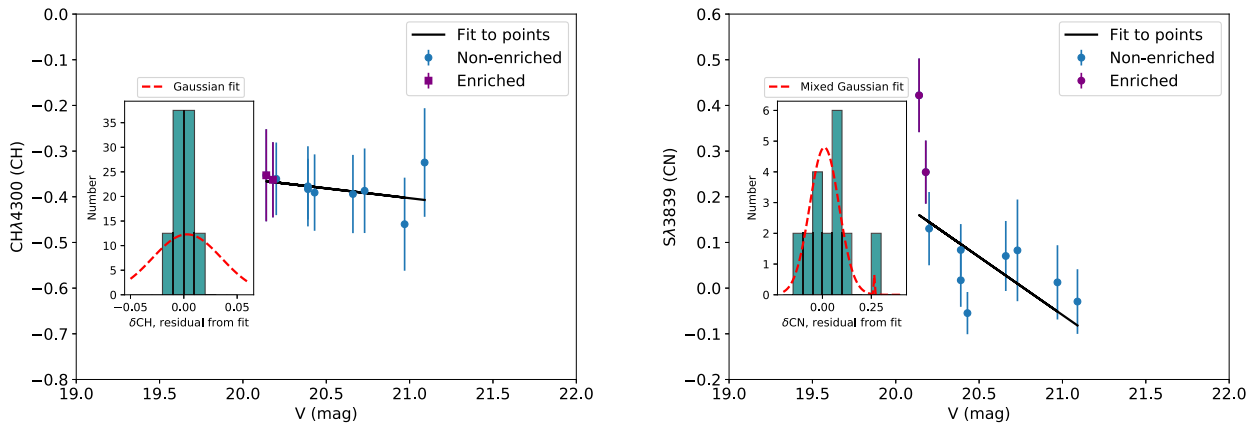 0.0
−0.1
−0.2
−0.3
−0.4
−0.5
−0.6
−0.7
−0.8
CHλ4300 (CH)
19.0 19.5 20.0 20.5 21.0 21.5 22.0
V (mag)
Fit to points
Non-enriched
Enriched
Gaussian fit
35
30
25
20
15
10
5
0
Number
−0.05 0.00 0.05
δCH, residual from fit
0.6
0.5
0.4
0.3
0.2
0.1
0.0
−0.1
−0.2
Sλ3839 (CN)
19.0 19.5 20.0 20.5 21.0 21.5 22.0
V (mag)
Fit to points
Non-enriched
Enriched
Mixed Gaussian fit
6
5
4
3
2
1
0
Number
0.00 0.25
δCN, residual from fit